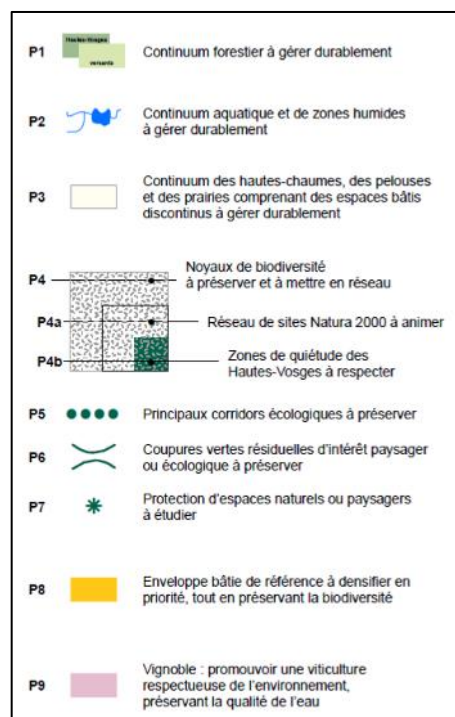 P1 Hautes-Vosges Continuum forestier à gérer durablement
versants
P2 Continuum aquatique et de zones humides
à gérer durablement
Continuum des hautes-chaumes, des pelouses
P3 et des prairies comprenant des espaces bâtis
discontinus à gérer durablement
P4 Noyaux de biodiversité
à préserver et à mettre en réseau
P4a Réseau de sites Natura 2000 à animer
P4b Zones de quiétude des
Hautes-Vosges à respecter
P5 Principaux corridors écologiques à préserver
P6 Coupures vertes résiduelles d'intérêt paysager
ou écologique à préserver
P7 Protection d'espaces naturels ou paysagers
à étudier
P8 Enveloppe bâtie de référence à densifier en
priorité, tout en préservant la biodiversité
Vignoble : promouvoir une viticulture
P9 respectueuse de l'environnement,
préservant la qualité de l'eau